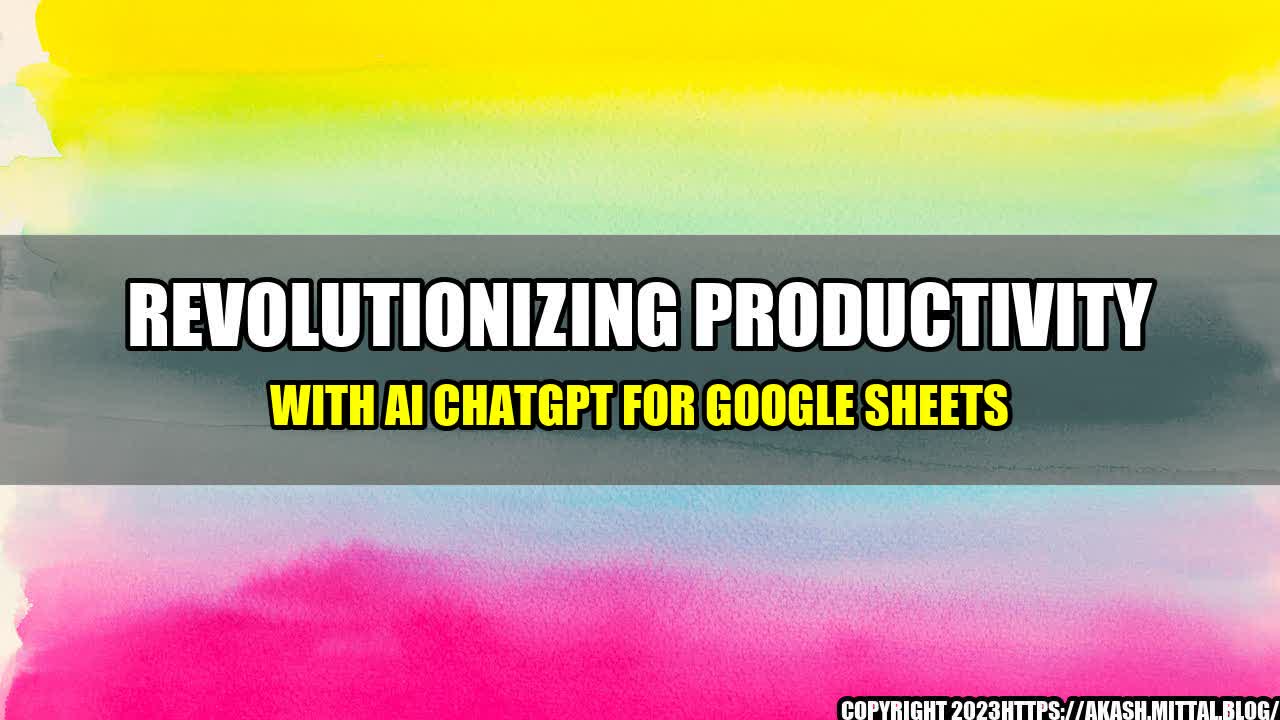 REVOLUTIONIZING PRODUCTIVITY
WITH AI CHATGPT FOR GOOGLE SHEETS
COPYRIGHT 2023HTTPS://AKASH.MITTAL.BLOG/